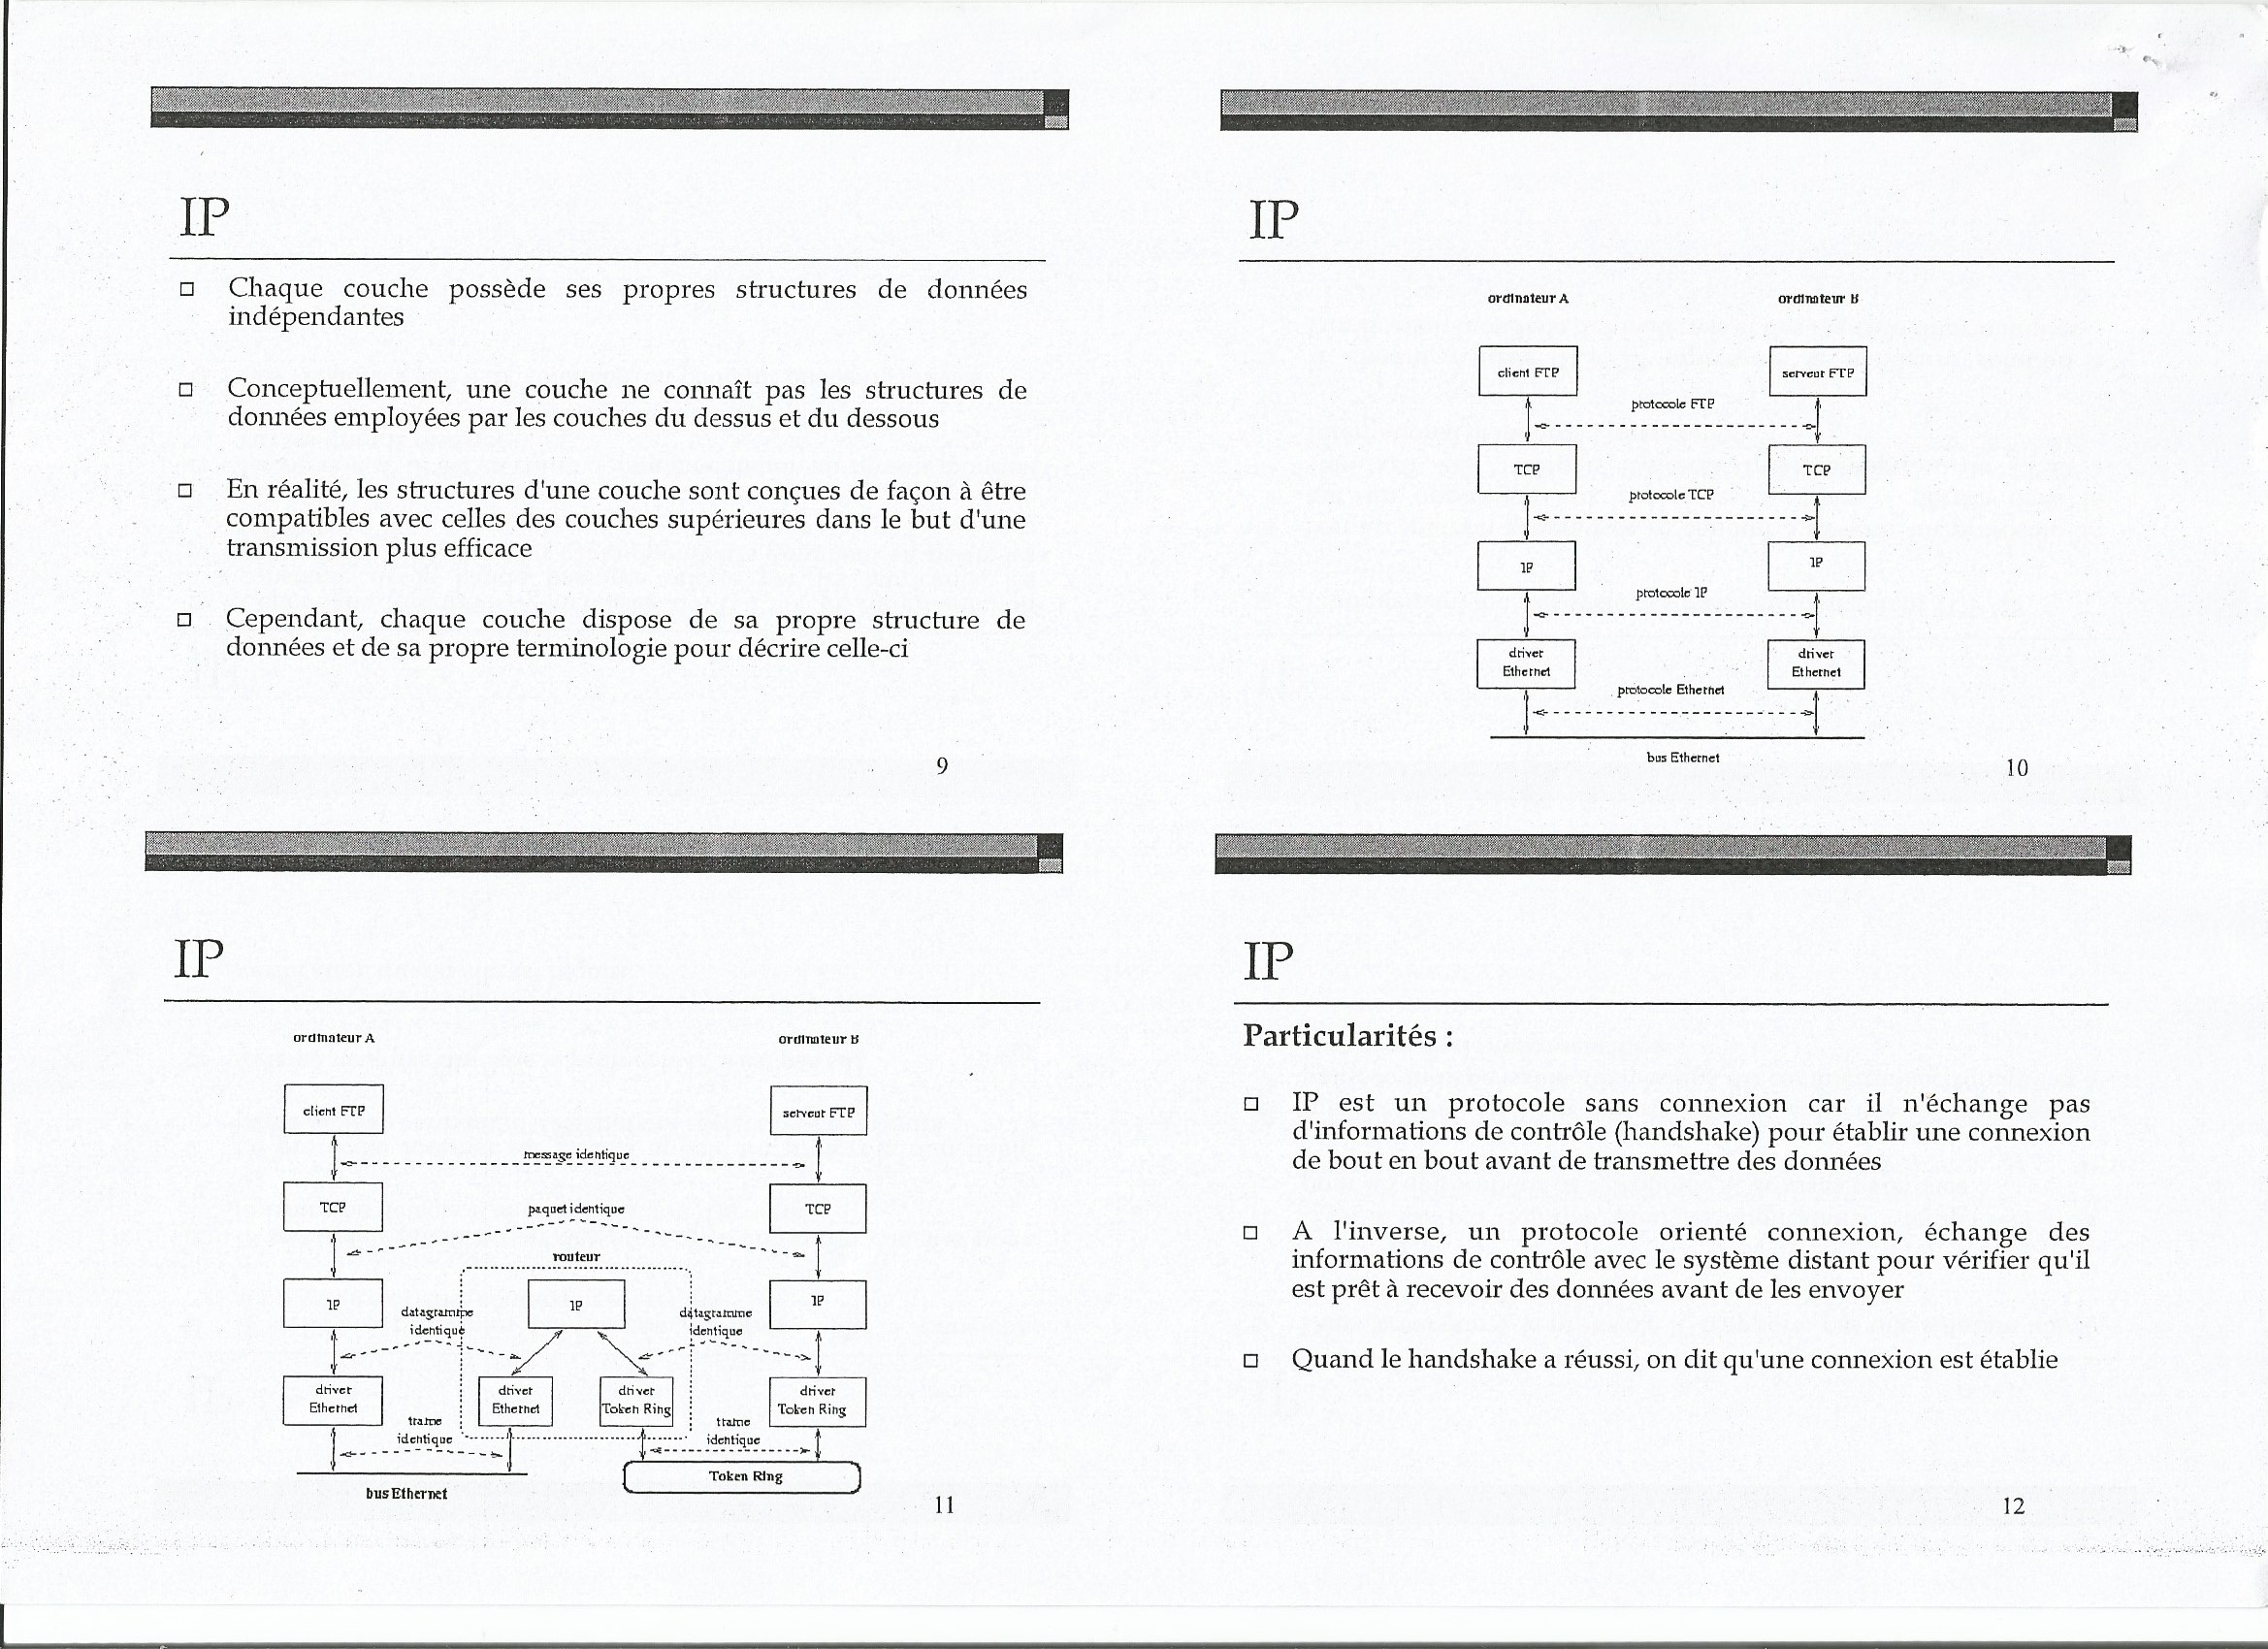 IP
Chaque couche possède ses propres structures de données
indépendantes
Conceptuellement, une couche ne connaît pas les structures de
données employées par les couches du dessus et du dessous
En réalité, les structures d'une couche sont conçues de façon à être
compatibles avec celles des couches supérieures dans le but d'une
transmission plus efficace
Cependant, chaque couche dispose de sa propre structure de
données et de sa propre terminologie pour décrire celle-ci
9
IP
ordinateur A
ordinateur B
client FTP
serveur FTP
protocole FTP
TCP
TCP
protocole TCP
IP
IP
protocole IP
driver
Ethernet
driver
Ethernet
protocole Ethernet
bus Ethernet
10
IP
ordinateur A
ordinateur B
client FTP
serveur FTP
message identique
TCP
paquet identique
TCP
routeur
IP
datagramme
identique
IP
datagramme
identique
IP
driver
Ethernet
driver
Ethernet
driver
Token Ring
driver
Token Ring
trame
identique
trame
identique
Token Ring
bus Ethernet
11
IP
Particularités :
IP est un protocole sans connexion car il n'échange pas
d'informations de contrôle (handshake) pour établir une connexion
de bout en bout avant de transmettre des données
A l'inverse, un protocole orienté connexion, échange des
informations de contrôle avec le système distant pour vérifier qu'il
est prêt à recevoir des données avant de les envoyer
Quand le handshake a réussi, on dit qu'une connexion est établie
12